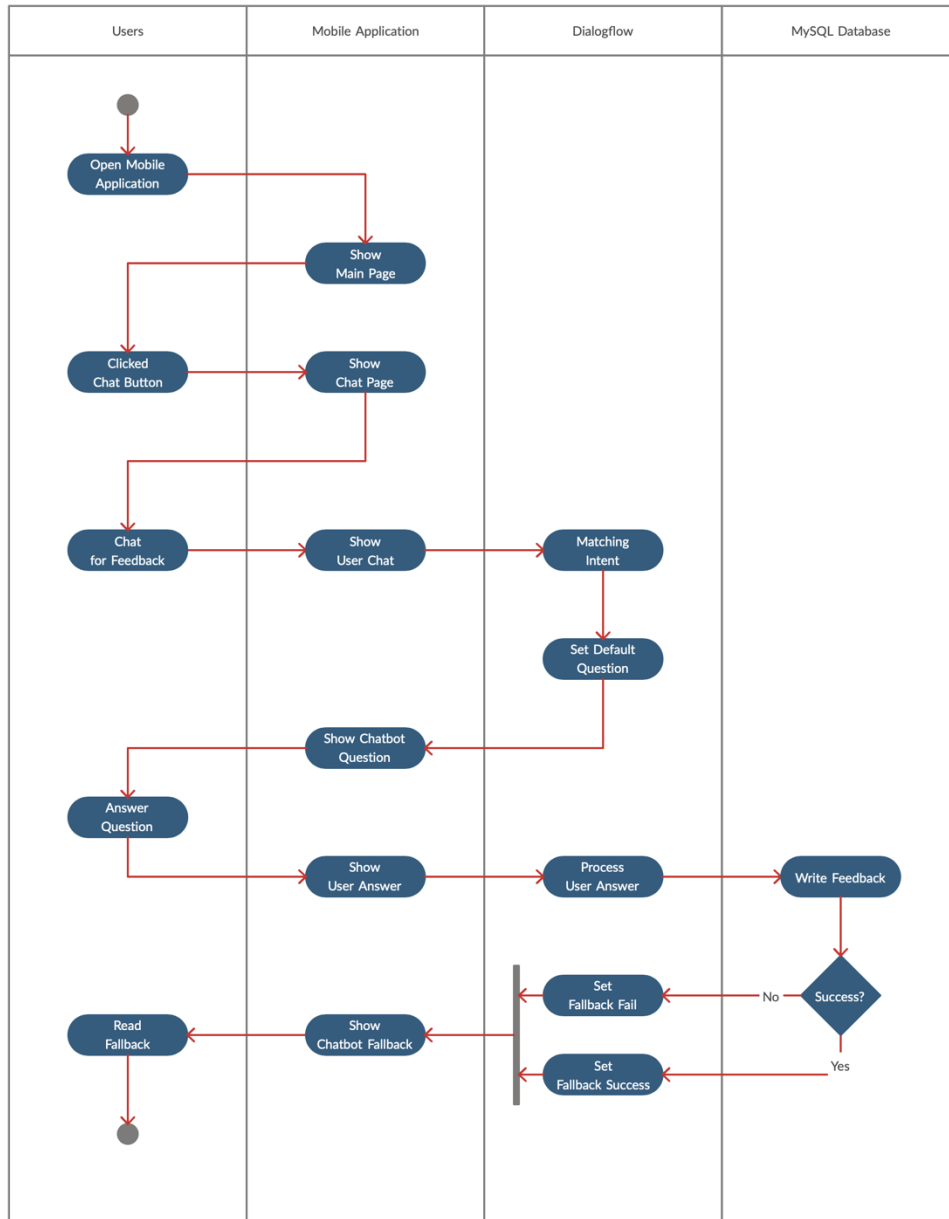 Users
Mobile Application
Dialogflow
MySQL Database
Open Mobile
Application
Show
Main Page
Clicked
Chat Button
Show
Chat Page
Chat
for Feedback
Show
User Chat
Matching
Intent
Set Default
Question
Show Chatbot
Question
Answer
Question
Show
User Answer
Process
User Answer
Write Feedback
Success?
No
Set
Fallback Fail
Read
Fallback
Show
Chatbot Fallback
Yes
Set
Fallback Success